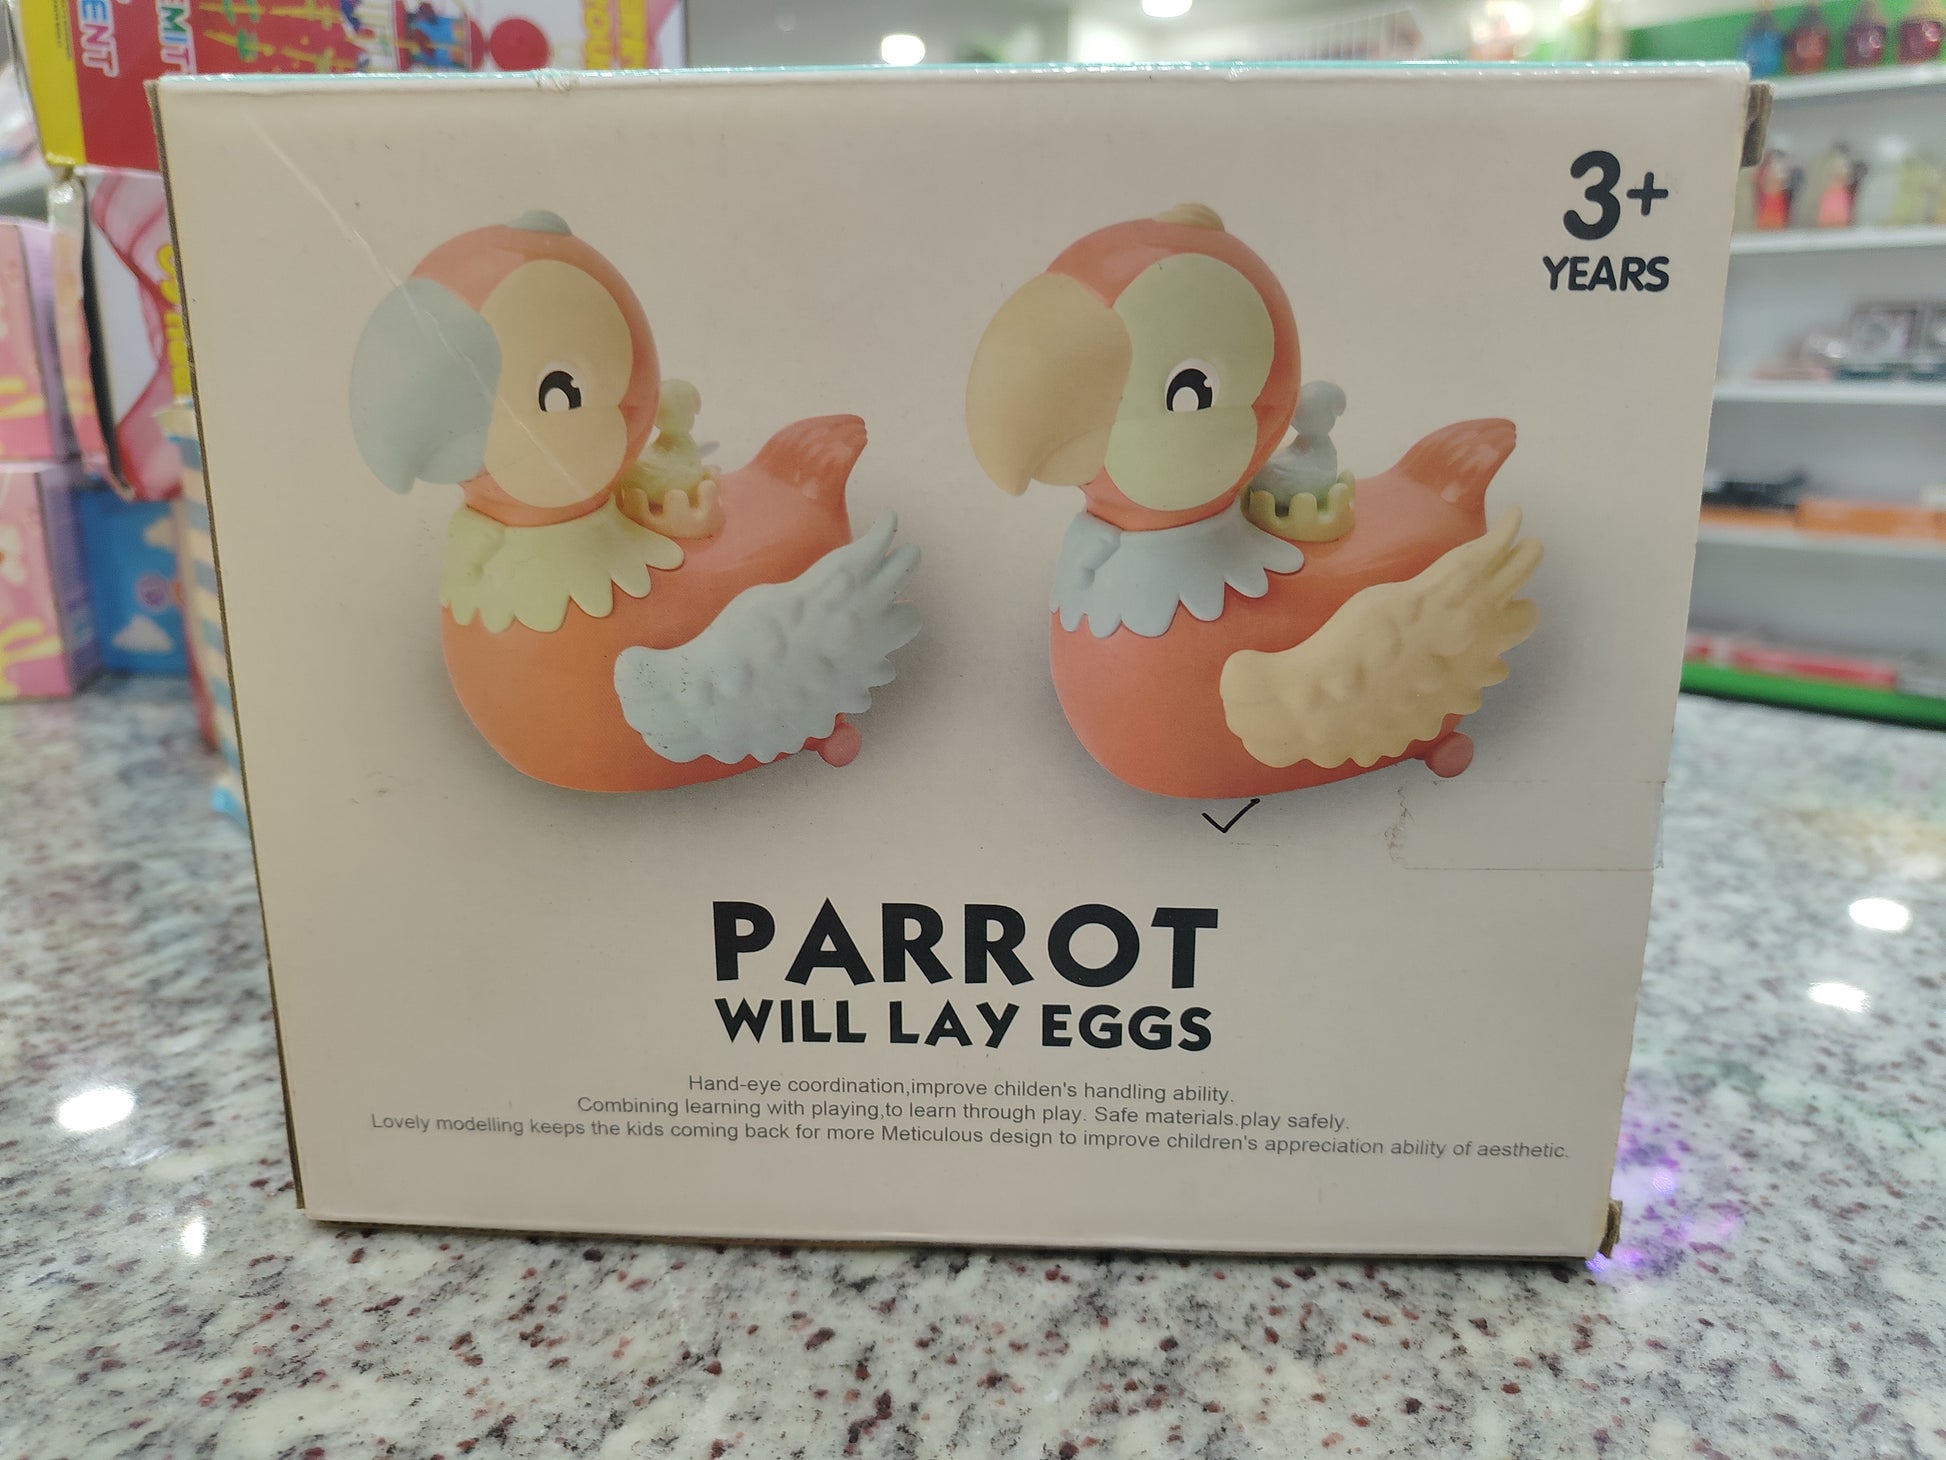 3+
YEARS
PARROT
WILL LAY EGGS
Hand-eye coordination,improve childen's handling ability.
Combining learning with playing,to learn through play. Safe materials.play safely.
Lovely modelling keeps the kids coming back for more Meticulous design to improve children's appreciation ability of aesthetic.